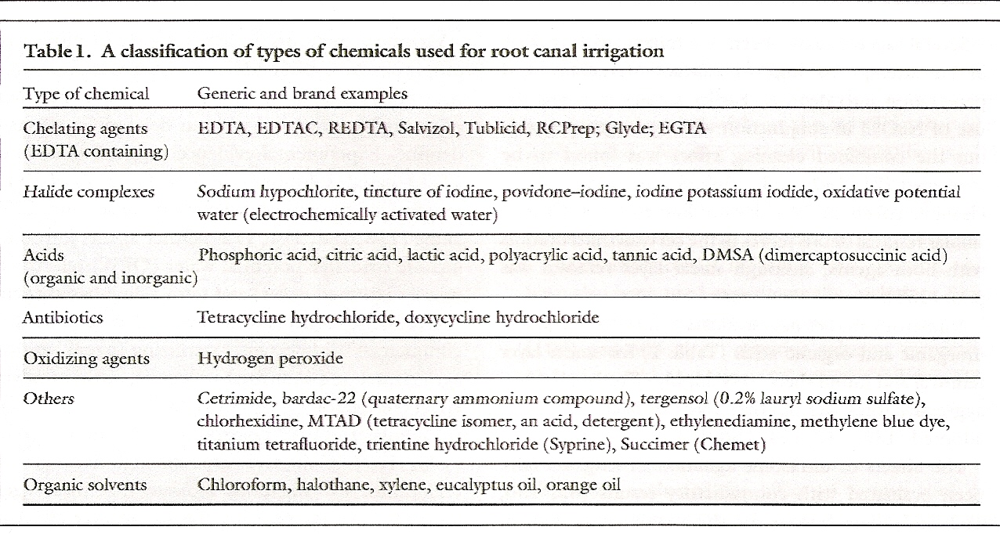 Table 1. A classification of types of chemicals used for root canal irrigation
Type of chemical Generic and brand examples
Chelating agents EDTA, EDTAC, REDTA, Salvizol, Tublicid, RCPrep; Glyde; EGTA
(EDTA containing)
Halide complexes Sodium hypochlorite, tincture of iodine, povidone–iodine, iodine potassium iodide, oxidative potential
water (electrochemically activated water)
Acids Phosphoric acid, citric acid, lactic acid, polyacrylic acid, tannic acid, DMSA (dimercaptosuccinic acid)
(organic and inorganic)
Antibiotics Tetracycline hydrochloride, doxycycline hydrochloride
Oxidizing agents Hydrogen peroxide
Others Cetrimide, bardac-22 (quaternary ammonium compound), tergensol (0.2% lauryl sodium sulfate),
chlorhexidine, MTAD (tetracycline isomer, an acid, detergent), ethylenediamine, methylene blue dye,
titanium tetrafluoride, trientine hydrochloride (Syprine), Succimer (Chemet)
Organic solvents Chloroform, halothane, xylene, eucalyptus oil, orange oil